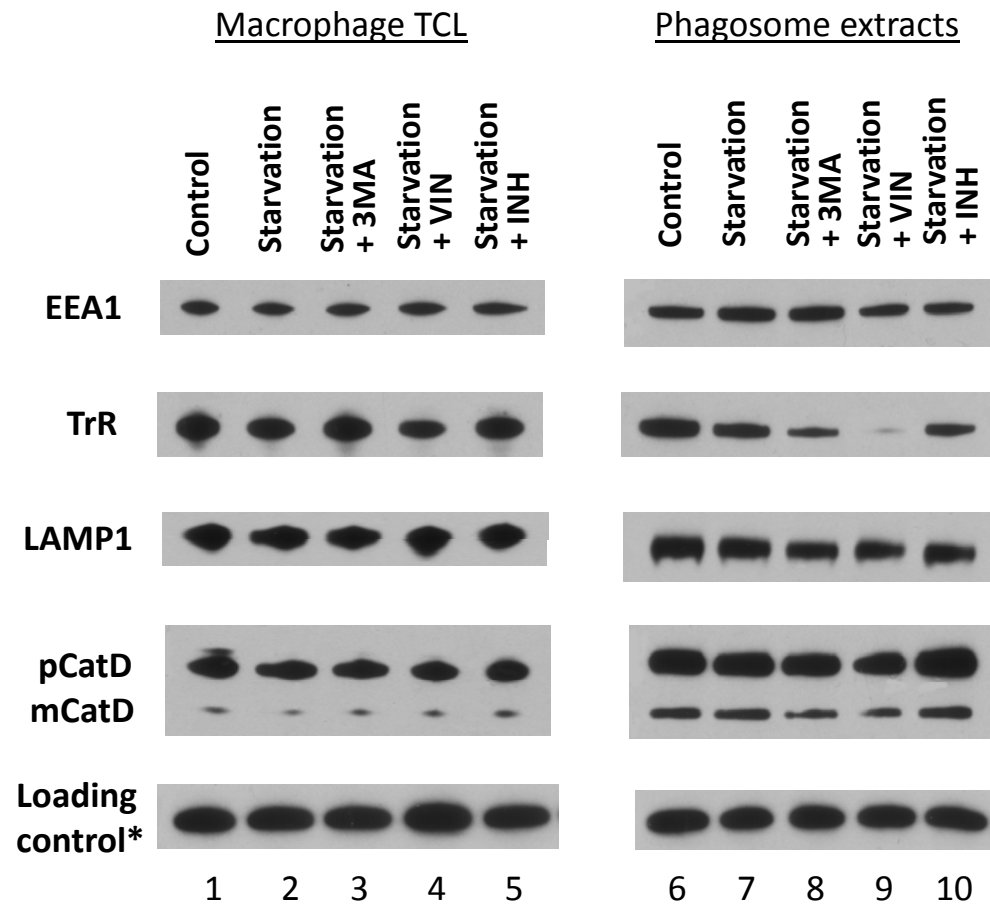 Macrophage TCL
Phagosome extracts
Control
Starvation
Starvation
+ 3MA
Starvation
+ VIN
Starvation
+ INH
Control
Starvation
Starvation
+ 3MA
Starvation
+ VIN
Starvation
+ INH
EEA1
TrR
LAMP1
pCatD
mCatD
Loading
control*
1 2 3 4 5 6 7 8 9 10